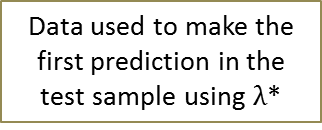 Data used to make the
first prediction in the
test sample using λ*